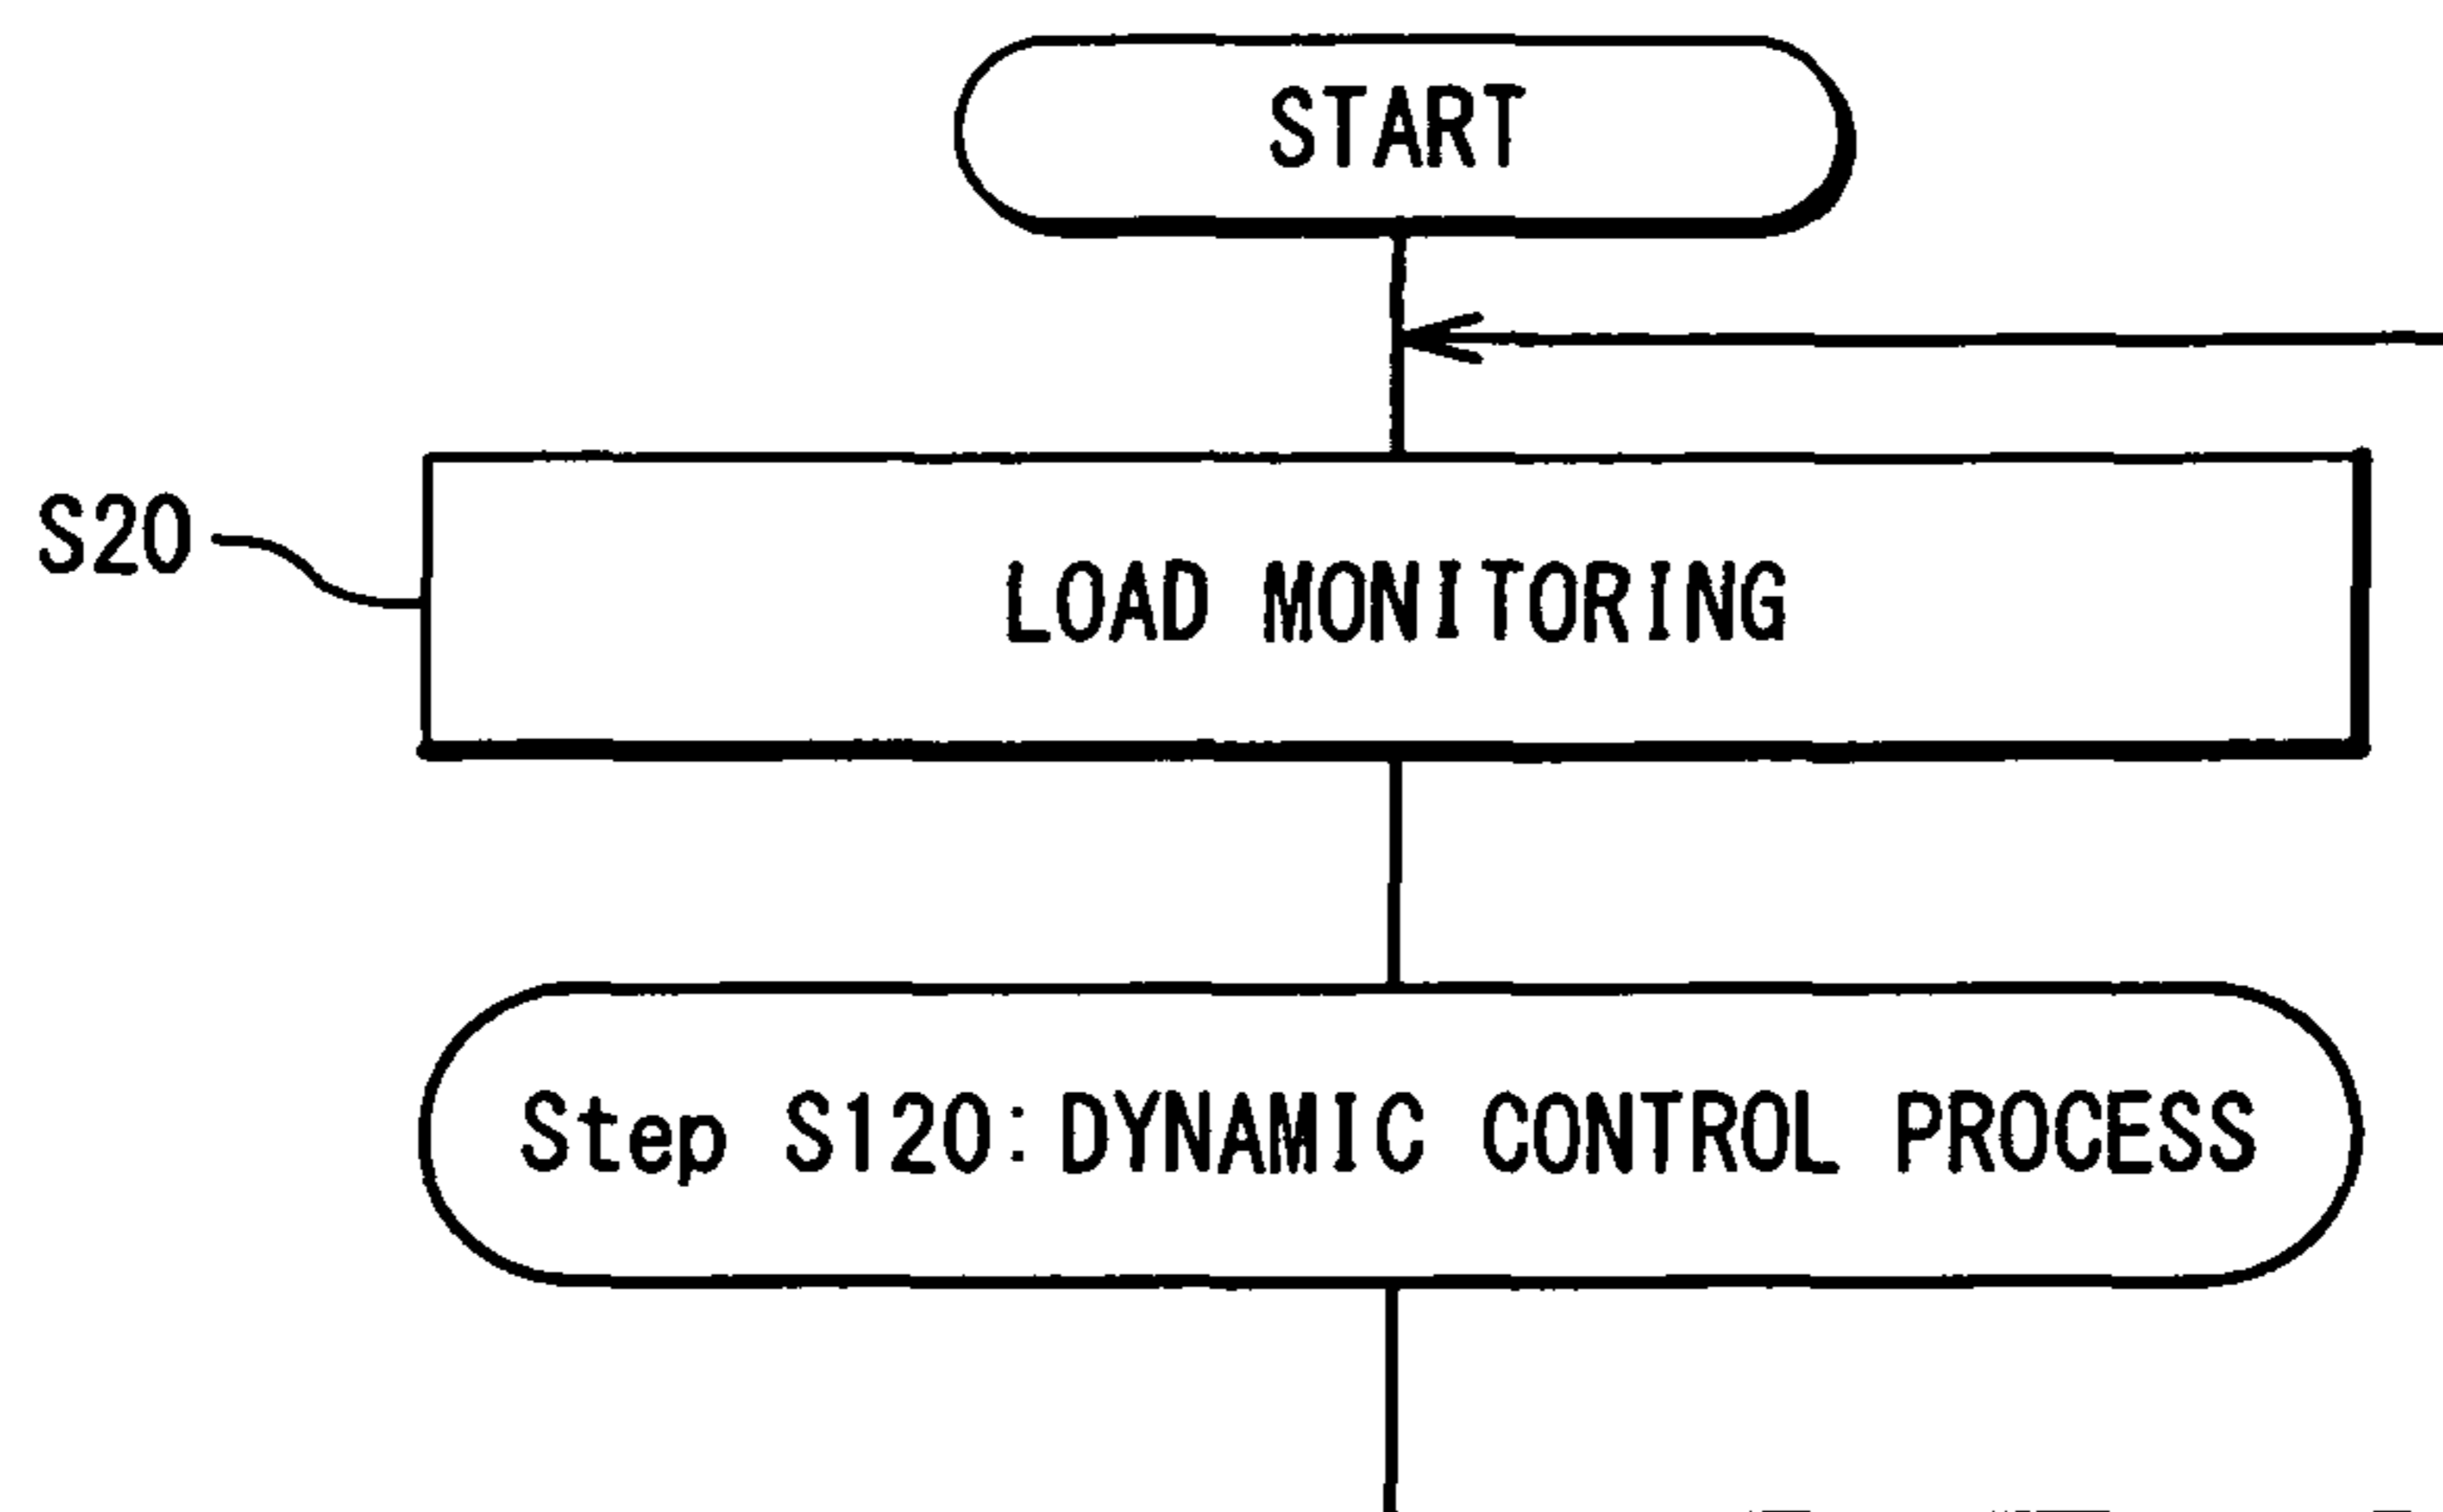 START
S20
LOAD MONITORING
Step S120:DYNAMIC CONTROL PROCESS